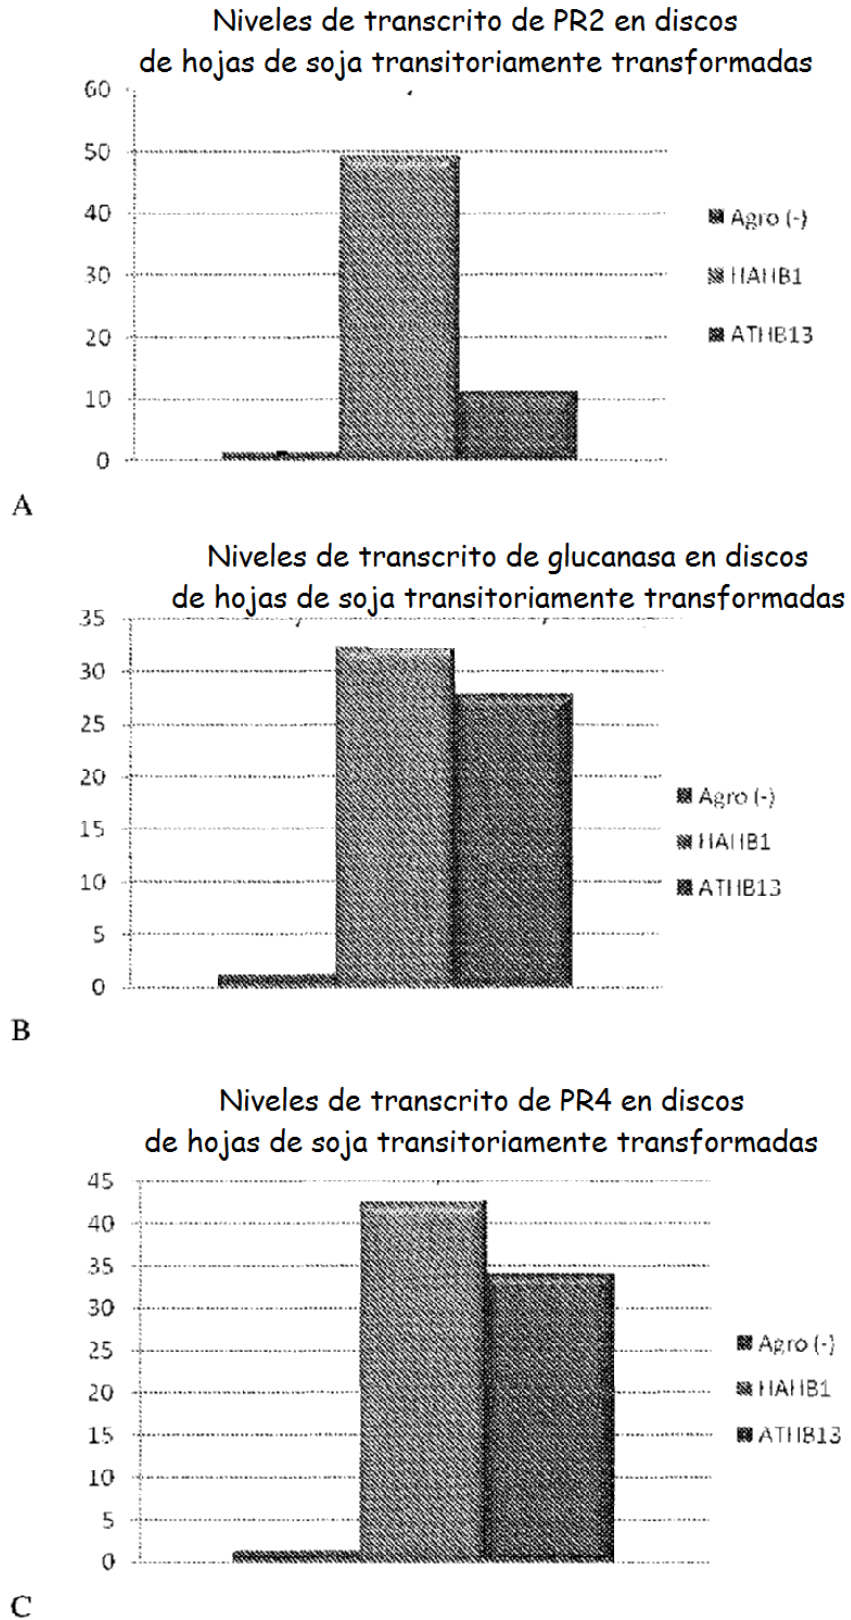 Niveles de transcrito de PR2 en discos
de hojas de soja transitoriamente transformadas
60
50
40
30
20
10
0
Agro (-)
HAHB1
ATHB13
A
Niveles de transcrito de glucanasa en discos
de hojas de soja transitoriamente transformadas
35
30
25
20
15
10
5
0
Agro (-)
HAHB1
ATHB13
B
Niveles de transcrito de PR4 en discos
de hojas de soja transitoriamente transformadas
45
40
35
30
25
20
15
10
5
0
Agro (-)
HAHB1
ATHB13
C